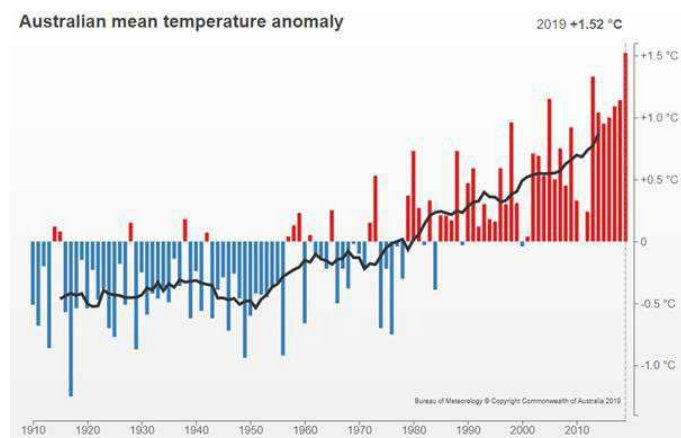 Australian mean temperature anomaly
2019 +1.52 °C
+1.5 °C
+1.0 °C
+0.5 °C
0
-0.5 °C
-1.0 °C
Bureau of Meteorology © Copyright Commonwealth of Australia 2019
1910 1920 1930 1940 1950 1960 1970 1980 1990 2000 2010